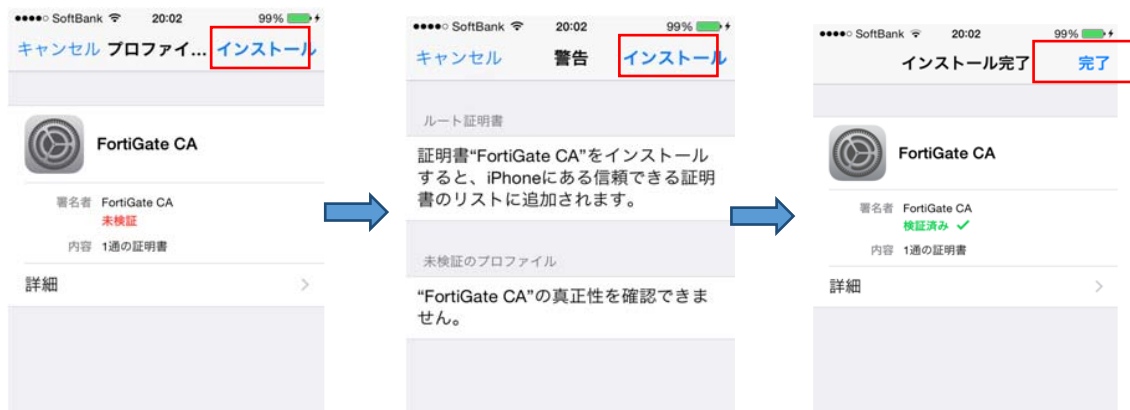 ●●●●○ SoftBank 20:02 99%
キャンセル プロファイ... インストール
FortiGate CA
署名者 FortiGate CA
未検証
内容 1通の証明書
詳細
●●●●○ SoftBank 20:02 99%
キャンセル 警告 インストール
ルート証明書
証明書“FortiGate CA”をインストール
すると、iPhoneにある信頼できる証明
書のリストに追加されます。
未検証のプロファイル
“FortiGate CA”の真正性を確認できま
せん。
●●●●○ SoftBank 20:02 99%
インストール完了 完了
FortiGate CA
署名者 FortiGate CA
検証済み ✓
内容 1通の証明書
詳細